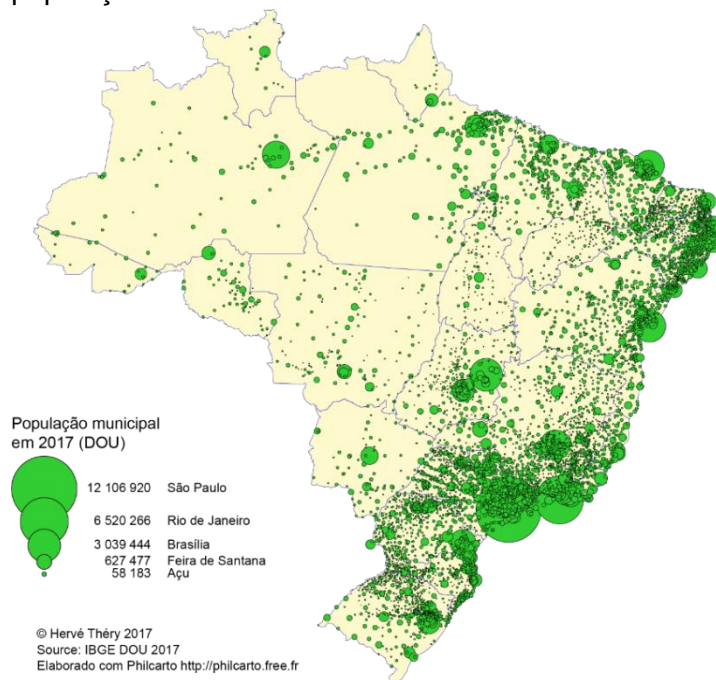 População municipal
em 2017 (DOU)
12 106 920 São Paulo
6 520 266 Rio de Janeiro
3 039 444 Brasília
627 477 Feira de Santana
58 183 Açu
© Hervé Théry 2017
Source: IBGE DOU 2017
Elaborado com Philcarto http://philcarto.free.fr